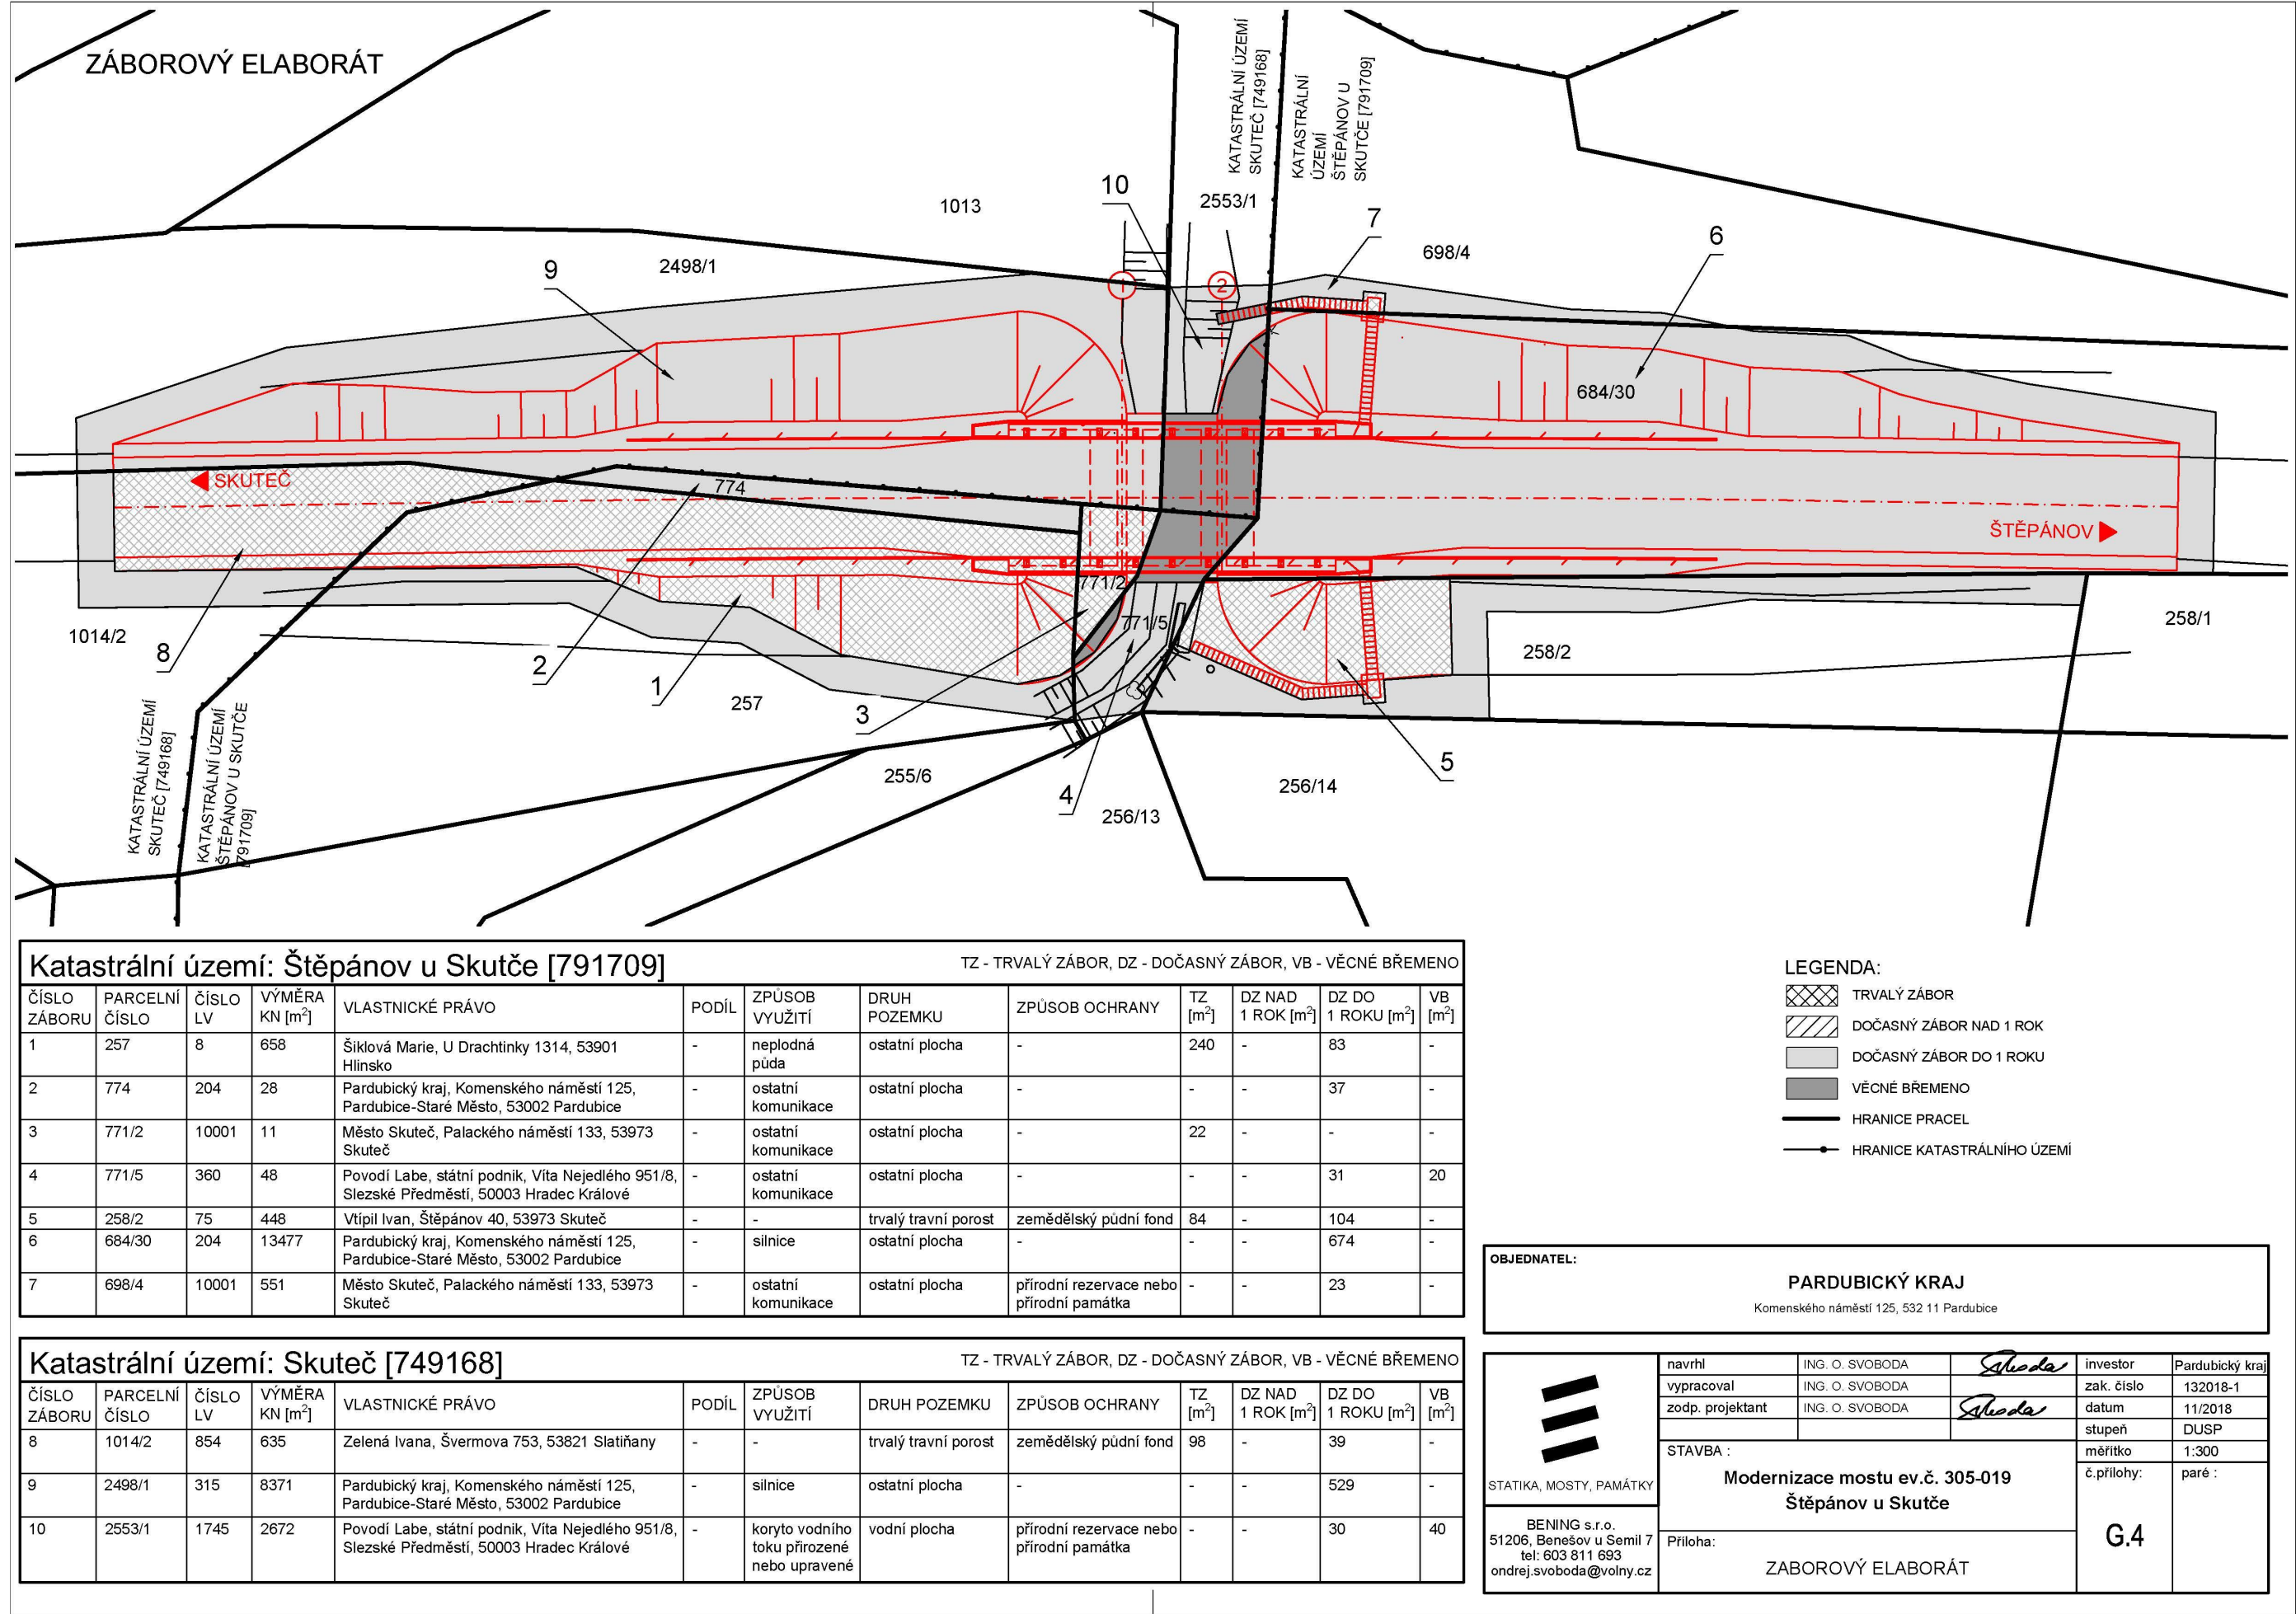 ZÁBOROVÝ ELABORÁT
KATASTRÁLNÍ ÚZEMÍ
SKUTEČ [749168]
KATASTRÁLNÍ
ÚZEMÍ
ŠTĚPÁNOV U
SKUTČE [791709]
10
2553/1
1013
7
698/4
6
9
2498/1
1
2
684/30
SKUTEČ
774
ŠTĚPÁNOV
771/2
771/5
1014/2
8
2
1
257
3
258/2
258/1
5
255/6
4
256/13
256/14
KATASTRÁLNÍ ÚZEMÍ
SKUTEČ [749168]
KATASTRÁLNÍ ÚZEMÍ
ŠTĚPÁNOV U SKUTČE
[791709]
Katastrální území: Štěpánov u Skutče [791709] TZ - TRVALÝ ZÁBOR, DZ - DOČASNÝ ZÁBOR, VB - VĚCNÉ BŘEMENO
ČÍSLO ZÁBORU PARCELNÍ ČÍSLO ČÍSLO LV VÝMĚRA KN [m²] VLASTNICKÉ PRÁVO PODÍL ZPŮSOB VYUŽITÍ DRUH POZEMKU ZPŮSOB OCHRANY TZ [m²] DZ NAD 1 ROK [m²] DZ DO 1 ROKU [m²] VB [m²]
1 257 8 658 Šiklová Marie, U Drachtinky 1314, 53901 Hlinsko - neplodná půda ostatní plocha - 240 - 83 -
2 774 204 28 Pardubický kraj, Komenského náměstí 125, Pardubice-Staré Město, 53002 Pardubice - ostatní komunikace ostatní plocha - - - 37 -
3 771/2 10001 11 Město Skuteč, Palackého náměstí 133, 53973 Skuteč - ostatní komunikace ostatní plocha - 22 - - -
4 771/5 360 48 Povodí Labe, státní podnik, Víta Nejedlého 951/8, Slezské Předměstí, 50003 Hradec Králové - ostatní komunikace ostatní plocha - - - 31 20
5 258/2 75 448 Vtípil Ivan, Štěpánov 40, 53973 Skuteč - - trvalý travní porost zemědělský půdní fond 84 - 104 -
6 684/30 204 13477 Pardubický kraj, Komenského náměstí 125, Pardubice-Staré Město, 53002 Pardubice - silnice ostatní plocha - - - 674 -
7 698/4 10001 551 Město Skuteč, Palackého náměstí 133, 53973 Skuteč - ostatní komunikace ostatní plocha přírodní rezervace nebo přírodní památka - - 23 -
Katastrální území: Skuteč [749168] TZ - TRVALÝ ZÁBOR, DZ - DOČASNÝ ZÁBOR, VB - VĚCNÉ BŘEMENO
ČÍSLO ZÁBORU PARCELNÍ ČÍSLO ČÍSLO LV VÝMĚRA KN [m²] VLASTNICKÉ PRÁVO PODÍL ZPŮSOB VYUŽITÍ DRUH POZEMKU ZPŮSOB OCHRANY TZ [m²] DZ NAD 1 ROK [m²] DZ DO 1 ROKU [m²] VB [m²]
8 1014/2 854 635 Zelená Ivana, Švermova 753, 53821 Slatiňany - - trvalý travní porost zemědělský půdní fond 98 - 39 -
9 2498/1 315 8371 Pardubický kraj, Komenského náměstí 125, Pardubice-Staré Město, 53002 Pardubice - silnice ostatní plocha - - - 529 -
10 2553/1 1745 2672 Povodí Labe, státní podnik, Víta Nejedlého 951/8, Slezské Předměstí, 50003 Hradec Králové - koryto vodního toku přirozené nebo upravené vodní plocha přírodní rezervace nebo přírodní památka - - 30 40
LEGENDA:
TRVALÝ ZÁBOR
DOČASNÝ ZÁBOR NAD 1 ROK
DOČASNÝ ZÁBOR DO 1 ROKU
VĚCNÉ BŘEMENO
HRANICE PRACEL
HRANICE KATASTRÁLNÍHO ÚZEMÍ
OBJEDNATEL:
PARDUBICKÝ KRAJ
Komenského náměstí 125, 532 11 Pardubice
STATIKA, MOSTY, PAMÁTKY
BENING s.r.o.
51206, Benešov u Semil 7
tel: 603 811 693
ondrej.svoboda@volny.cz
navrhl ING. O. SVOBODA Svoboda investor Pardubický kraj
vypracoval ING. O. SVOBODA zak. číslo 132018-1
zodp. projektant ING. O. SVOBODA Svoboda datum 11/2018
stupeň DUSP
STAVBA : měřítko 1:300
Modernizace mostu ev.č. 305-019
Štěpánov u Skutče
č.přílohy: paré :
G.4
Příloha:
ZABOROVÝ ELABORÁT